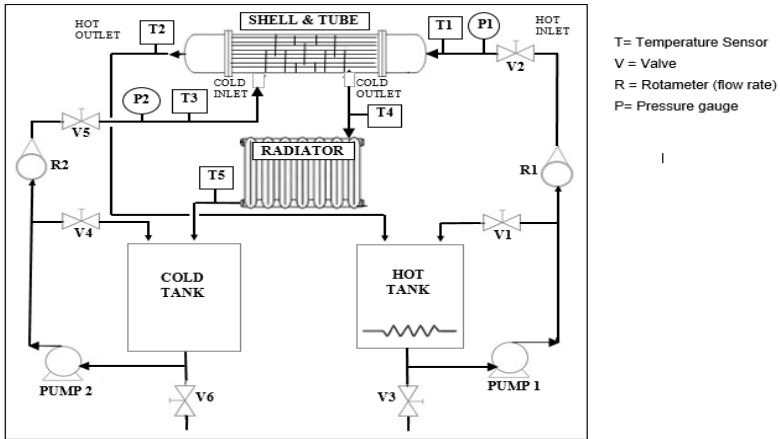 SHELL & TUBE
HOT
OUTLET
T2
T1
P1
HOT
INLET
V2
COLD
INLET
COLD
OUTLET
P2
T3
T4
V5
R2
RADIATOR
R1
T5
V4
V1
COLD
TANK
HOT
TANK
PUMP 2
PUMP 1
V6
V3
T= Temperature Sensor
V = Valve
R = Rotameter (flow rate)
P= Pressure gauge